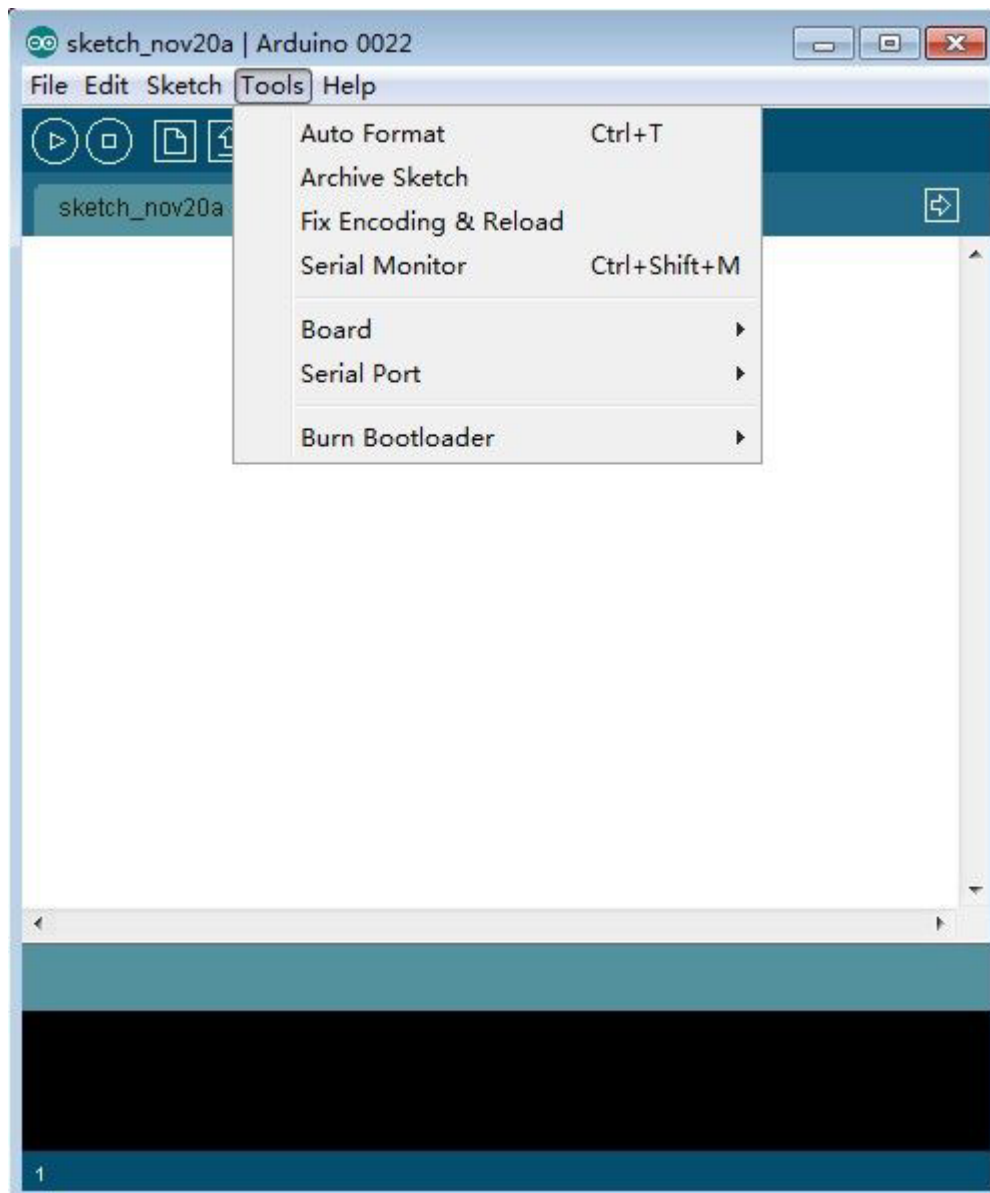 sketch_nov20a | Arduino 0022
File Edit Sketch Tools Help
Auto Format Ctrl+T
Archive Sketch
sketch_nov20a
Fix Encoding & Reload
Serial Monitor Ctrl+Shift+M
Board
Serial Port
Burn Bootloader
1